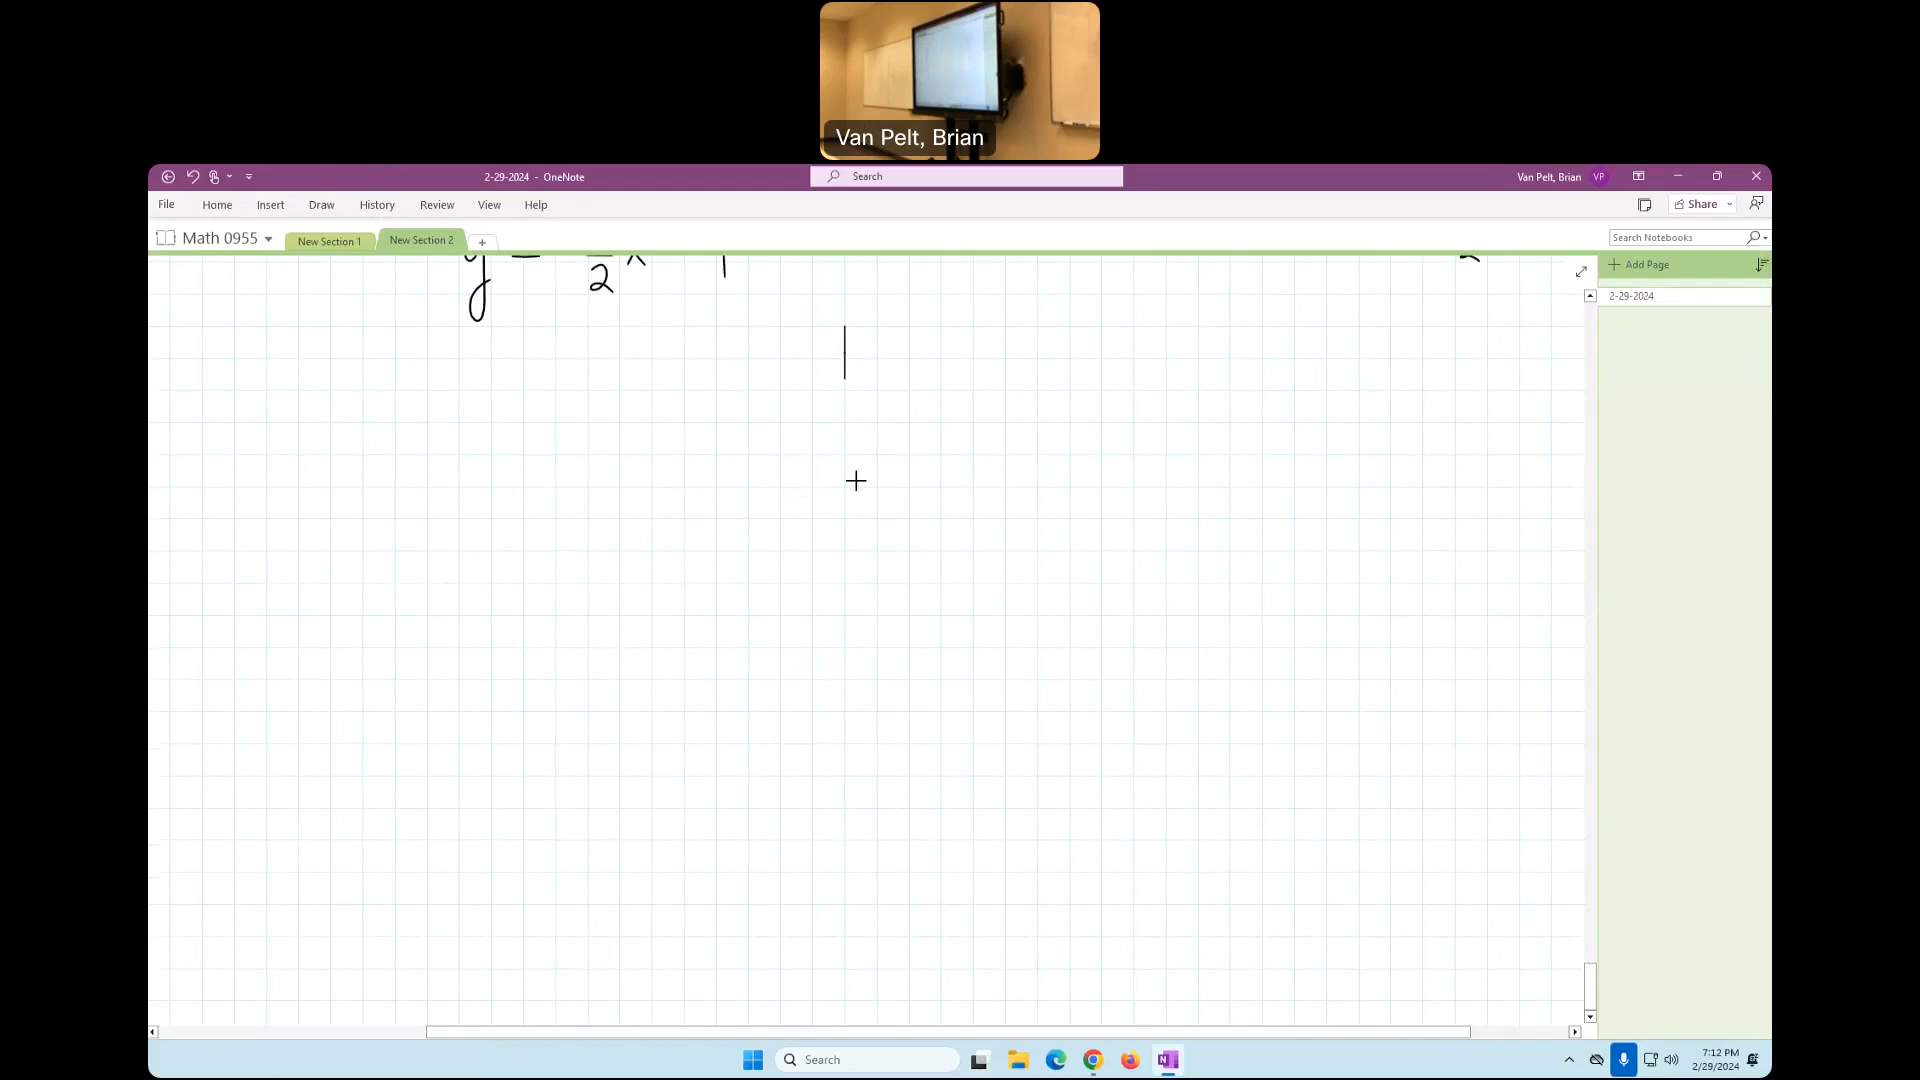 Van Pelt, Brian
2-29-2024 - OneNote
Search
Van Pelt, Brian
VP
File Home Insert Draw History Review View Help
Share
Math 0955
New Section 1
New Section 2
+
Search Notebooks
Add Page
2-29-2024
2
Search
7:12 PM
2/29/2024